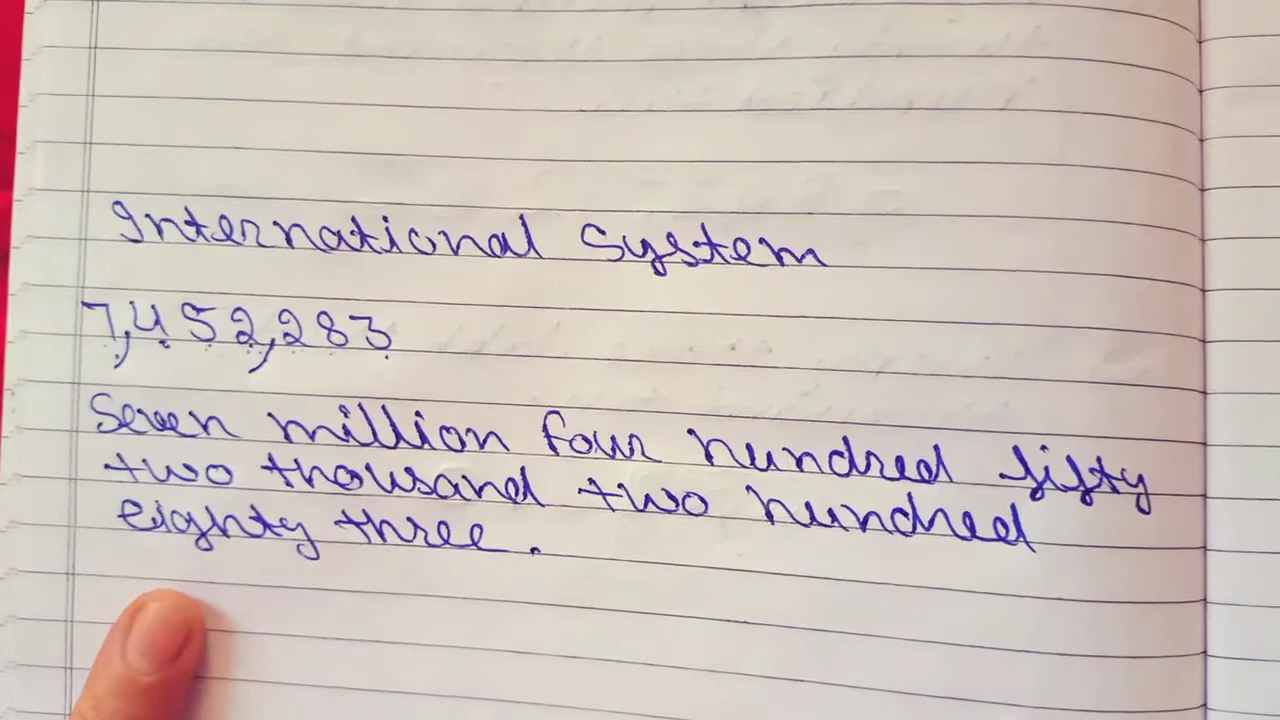 International System
7,452,283
Seven million four hundred fifty
two thousand two hundred
eighty three.